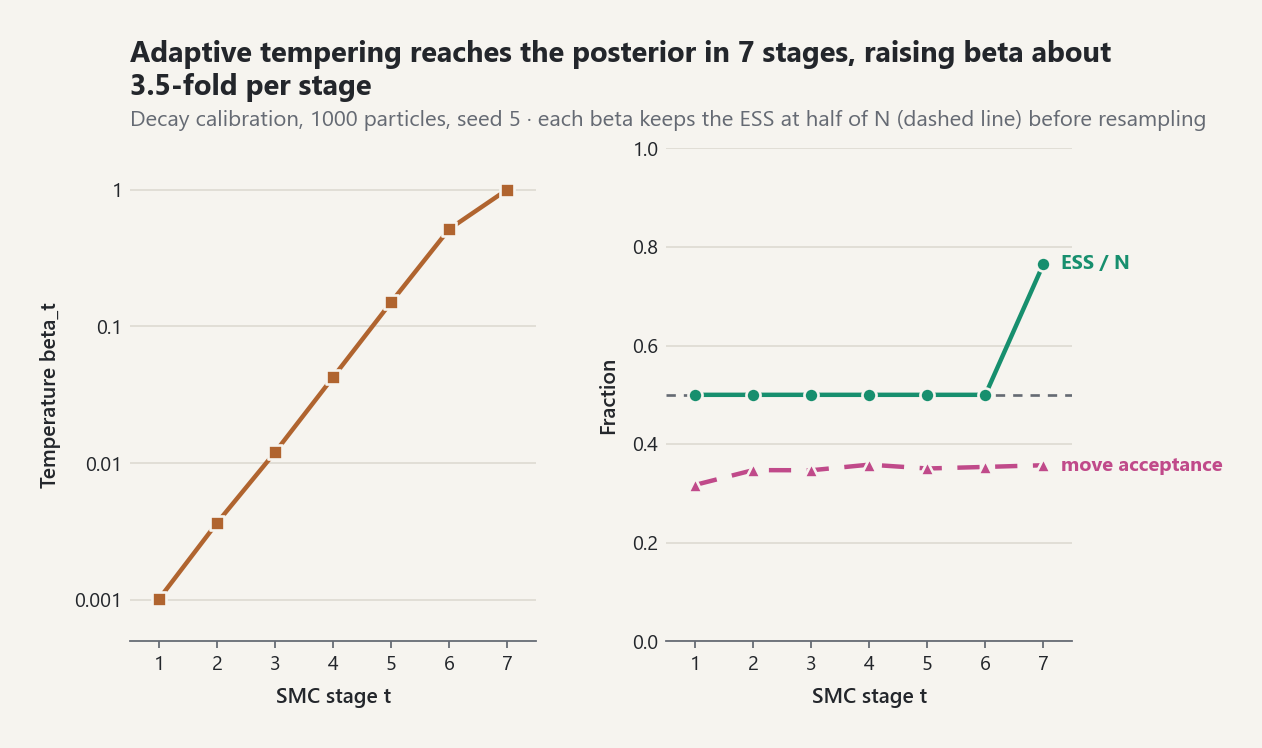 Adaptive tempering reaches the posterior in 7 stages, raising beta about
3.5-fold per stage
Decay calibration, 1000 particles, seed 5 · each beta keeps the ESS at half of N (dashed line) before resampling
Temperature beta_t
1
0.1
0.01
0.001
1 2 3 4 5 6 7
SMC stage t
Fraction
1.0
0.8
0.6
0.4
0.2
0.0
ESS / N
move acceptance
1 2 3 4 5 6 7
SMC stage t